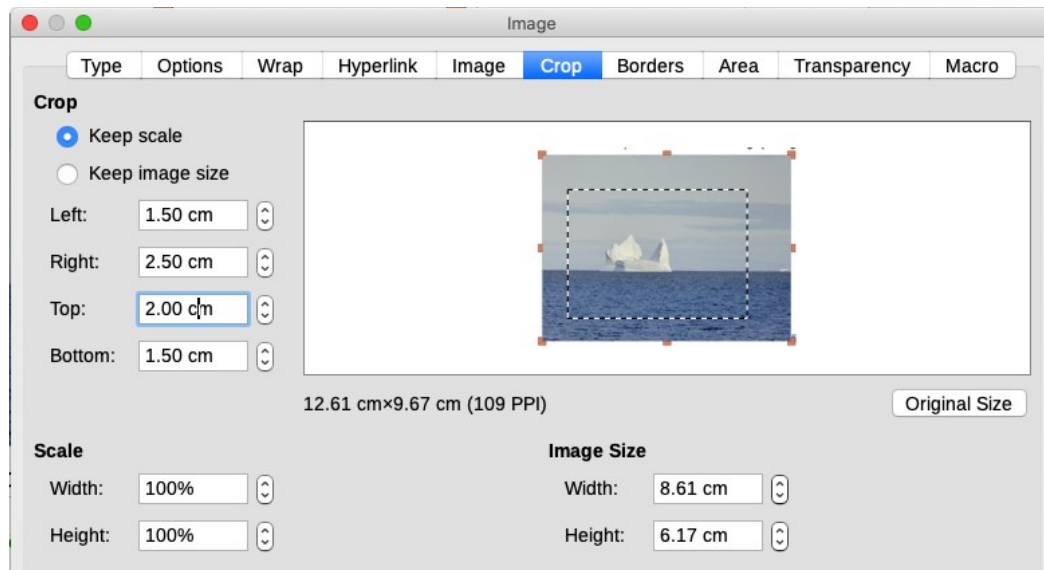 Image
Type Options Wrap Hyperlink Image Crop Borders Area Transparency Macro
Crop
Keep scale
Keep image size
Left: 1.50 cm
Right: 2.50 cm
Top: 2.00 cm
Bottom: 1.50 cm
12.61 cm×9.67 cm (109 PPI) Original Size
Scale Image Size
Width: 100% Width: 8.61 cm
Height: 100% Height: 6.17 cm